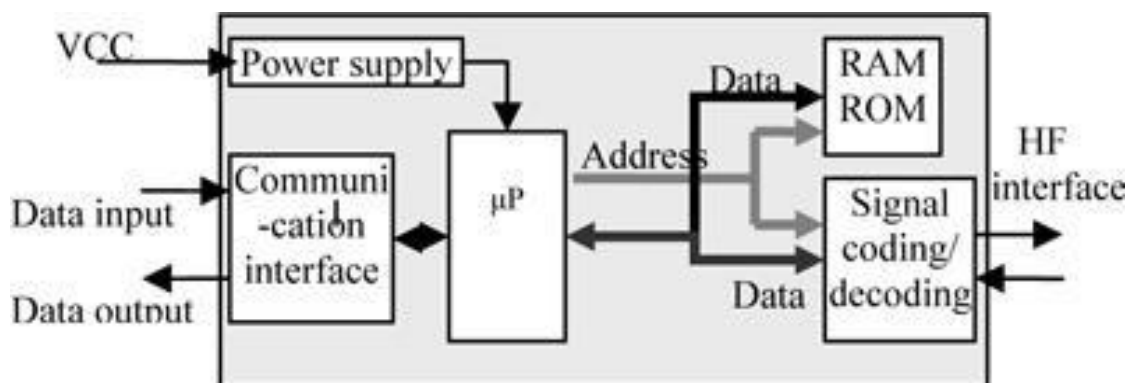 VCC
Power supply
Data
RAM
ROM
Communi
-cation
interface
μP
Address
Data input
Data output
Data
Signal
coding/
decoding
HF
interface